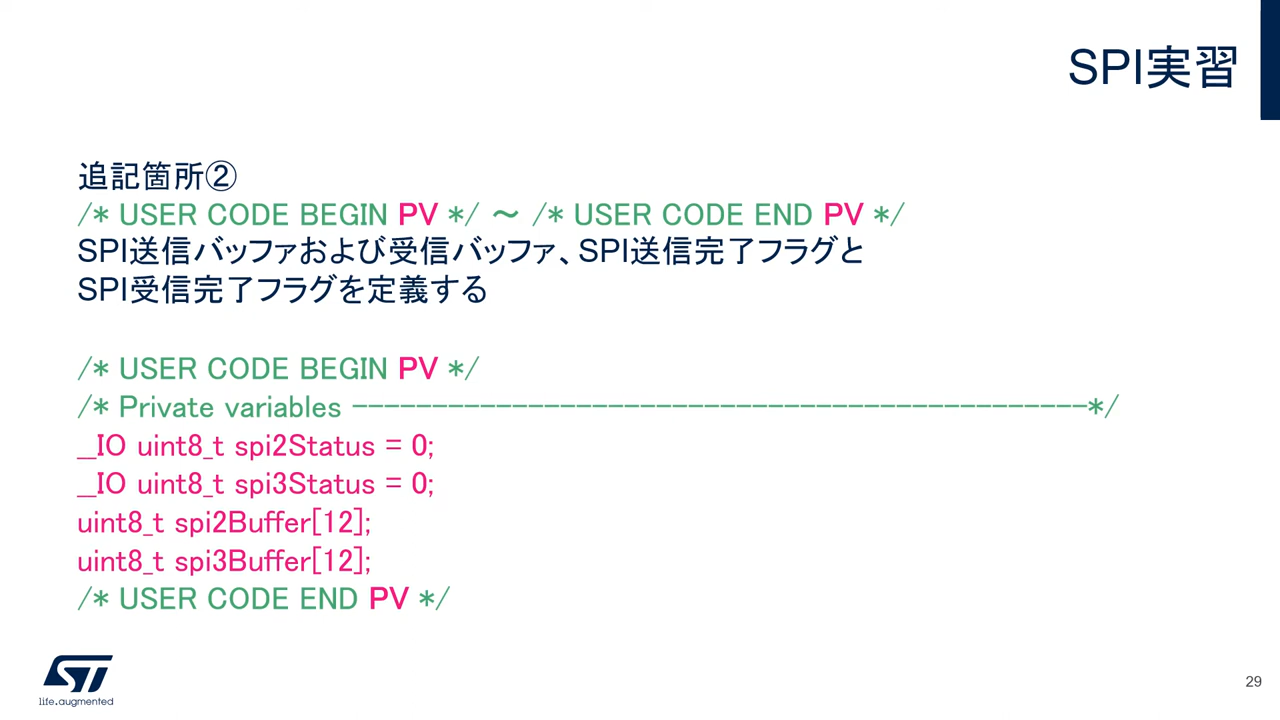 SPI実習
追記箇所②
/* USER CODE BEGIN PV */ ～ /* USER CODE END PV */
SPI送信バッファおよび受信バッファ、SPI送信完了フラグと
SPI受信完了フラグを定義する
/* USER CODE BEGIN PV */
/* Private variables ---------------------------------------------*/
__IO uint8_t spi2Status = 0;
__IO uint8_t spi3Status = 0;
uint8_t spi2Buffer[12];
uint8_t spi3Buffer[12];
/* USER CODE END PV */
ST
life.augmented
29